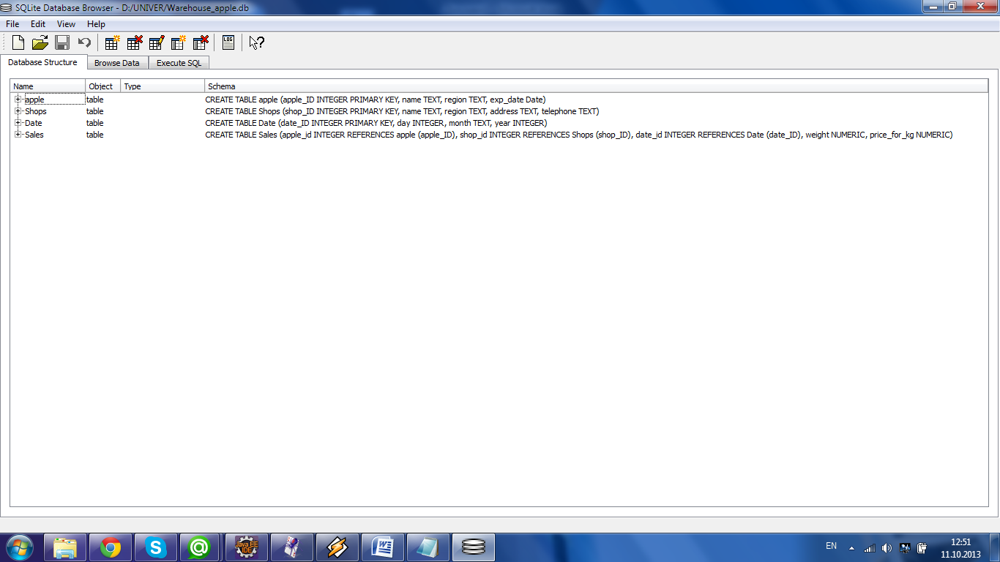 SQLite Database Browser - D:/UNIVER/Warehouse_apple.db
File Edit View Help
LOG
Database Structure Browse Data Execute SQL
Name Object Type Schema
apple table CREATE TABLE apple (apple_ID INTEGER PRIMARY KEY, name TEXT, region TEXT, exp_date Date)
Shops table CREATE TABLE Shops (shop_ID INTEGER PRIMARY KEY, name TEXT, region TEXT, address TEXT, telephone TEXT)
Date table CREATE TABLE Date (date_ID INTEGER PRIMARY KEY, day INTEGER, month TEXT, year INTEGER)
Sales table CREATE TABLE Sales (apple_id INTEGER REFERENCES apple (apple_ID), shop_id INTEGER REFERENCES Shops (shop_ID), date_id INTEGER REFERENCES Date (date_ID), weight NUMERIC, price_for_kg NUMERIC)
Java EE
IDE
EN
12:51
11.10.2013